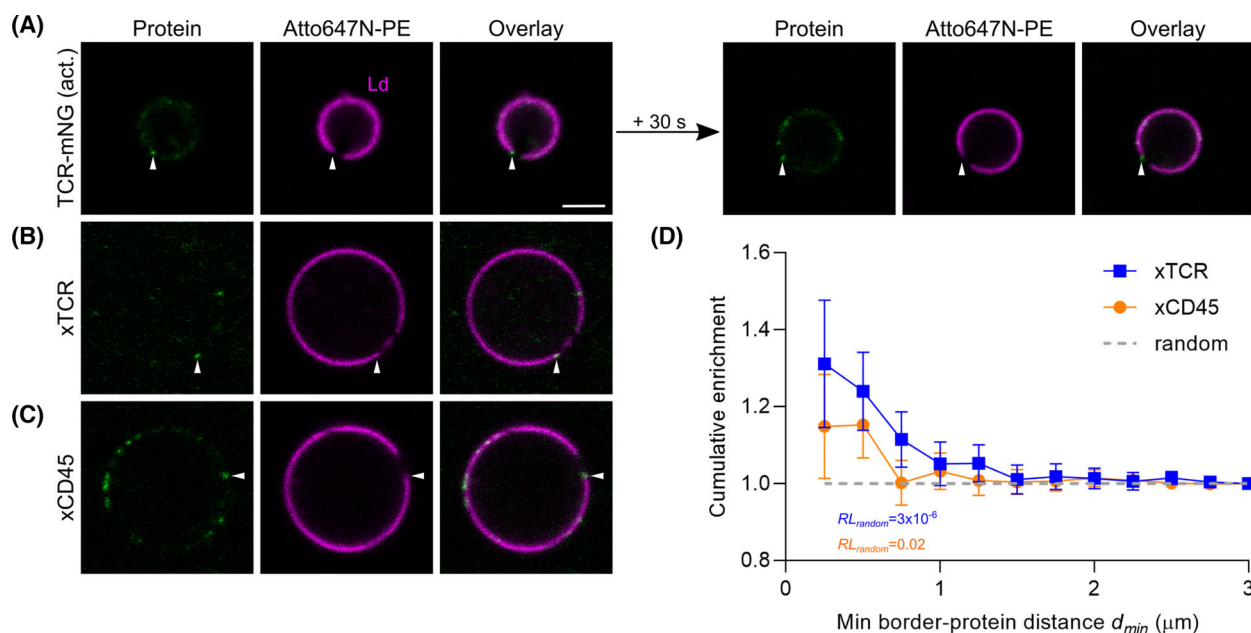 (A)
Protein Atto647N-PE Overlay
TCR-mNG (act.)
Ld
+ 30 s
Protein Atto647N-PE Overlay
(B)
xTCR
(C)
xCD45
(D)
Cumulative enrichment
1.6
1.4
1.2
1.0
0.8
xTCR
xCD45
random
RLrandom=3x10-6
RLrandom=0.02
0 1 2 3
Min border-protein distance dmin (μm)